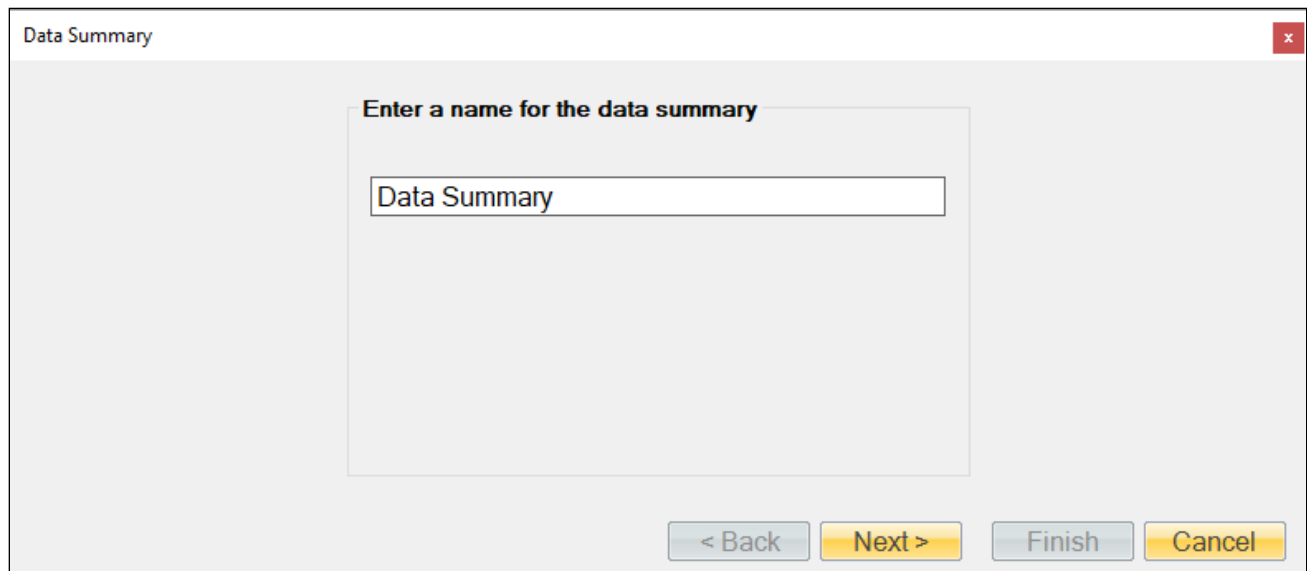 Data Summary
x
Enter a name for the data summary
Data Summary
< Back Next > Finish Cancel